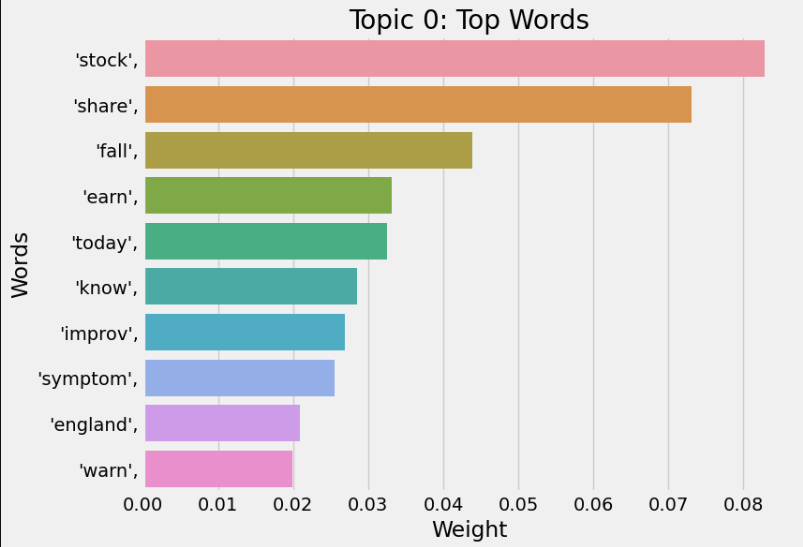 Topic 0: Top Words
'stock',
'share',
'fall',
'earn',
'today',
'know',
'improv',
'symptom',
'england',
'warn',
Words
0.00 0.01 0.02 0.03 0.04 0.05 0.06 0.07 0.08
Weight